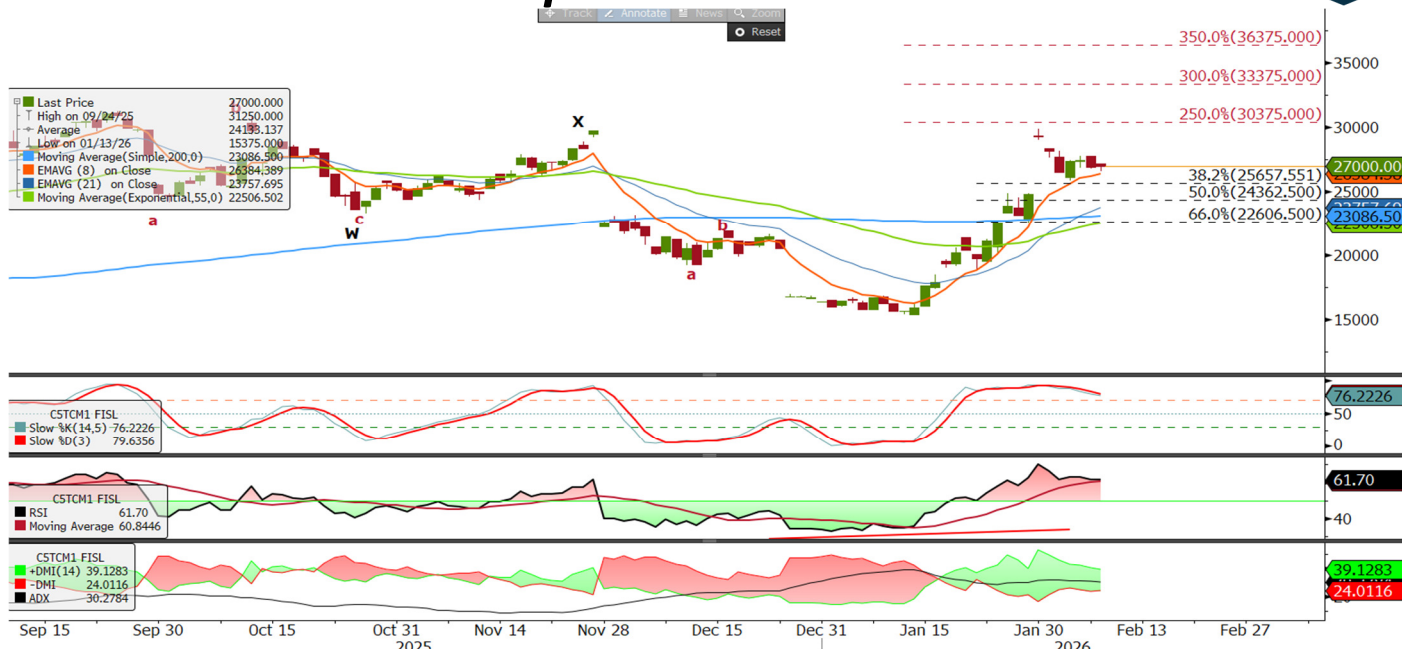 Track Annotate News Zoom
Reset
350.0%(36375.000)
300.0%(33375.000)
250.0%(30375.000)
38.2%(25657.551)
50.0%(24362.500)
66.0%(22606.500)
35000
30000
27000.00
25000
23086.50
20000
15000
Last Price 27000.000
High on 09/24/25 31250.000
Average 24133.137
Low on 01/13/26 15375.000
Moving Average(Simple,200,0) 23086.500
EMAVG (8) on Close 26384.389
EMAVG (21) on Close 23757.695
Moving Average(Exponential,55,0) 22506.502
a
c
W
X
a
b
C5TCM1 FISL
Slow %K(14,5) 76.2226
Slow %D(3) 79.6356
76.2226
50
0
C5TCM1 FISL
RSI 61.70
Moving Average 60.8446
61.70
40
C5TCM1 FISL
+DMI(14) 39.1283
-DMI 24.0116
ADX 30.2784
39.1283
24.0116
Sep 15 Sep 30 Oct 15 Oct 31 Nov 14 Nov 28 Dec 15 Dec 31 Jan 15 Jan 30 Feb 13 Feb 27
2025 2026